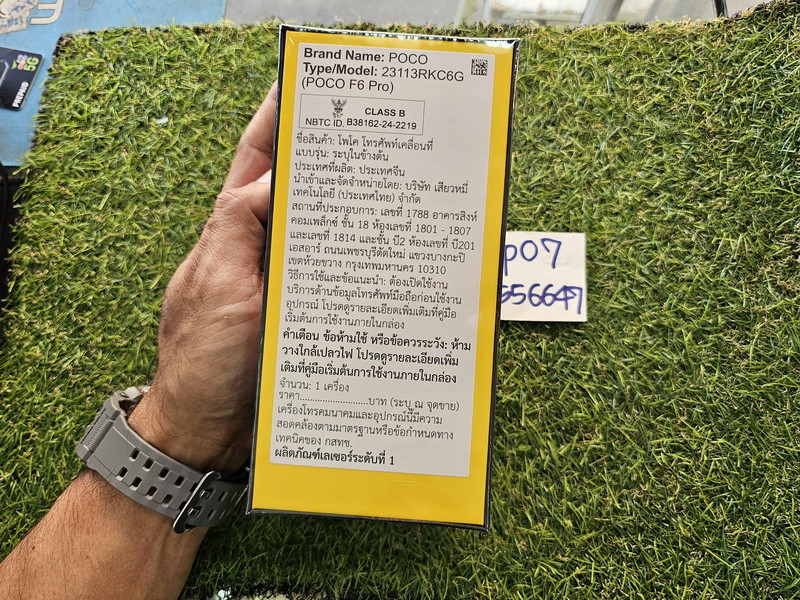 Brand Name: POCO
Type/Model: 23113RKC6G
(POCO F6 Pro)
CLASS B
NBTC ID. B38162-24-2219
ชื่อสินค้า: โพโค โทรศัพท์เคลื่อนที่
แบบรุ่น: ระบุในข้างต้น
ประเทศที่ผลิต: ประเทศจีน
นำเข้าและจัดจำหน่ายโดย: บริษัท เสียวหมี่
เทคโนโลยี (ประเทศไทย) จำกัด
สถานที่ประกอบการ: เลขที่ 1788 อาคารสิงห์
คอมเพล็กซ์ ชั้น 18 ห้องเลขที่ 1801 - 1807
และเลขที่ 1814 และชั้น ปี2 ห้องเลขที่ ปี201
เอสอาร์ ถนนเพชรบุรีตัดใหม่ แขวงบางกะปิ
เขตห้วยขวาง กรุงเทพมหานคร 10310
วิธีการใช้และข้อแนะนำ: ต้องเปิดใช้งาน
บริการด้านข้อมูลโทรศัพท์มือถือก่อนใช้งาน
อุปกรณ์ โปรดดูรายละเอียดเพิ่มเติมที่คู่มือ
เริ่มต้นการใช้งานภายในกล่อง
คำเตือน ข้อห้ามใช้ หรือข้อควรระวัง: ห้าม
วางใกล้เปลวไฟ โปรดดูรายละเอียดเพิ่ม
เติมที่คู่มือเริ่มต้นการใช้งานภายในกล่อง
จำนวน: 1 เครื่อง
ราคา..........................บาท (ระบุ ณ จุดขาย)
เครื่องโทรคมนาคมและอุปกรณ์นี้มีความ
สอดคล้องตามมาตรฐานหรือข้อกำหนดทาง
เทคนิคของ กสทช.
ผลิตภัณฑ์เลเซอร์ระดับที่ 1
p07
556647
5G
PREPAID